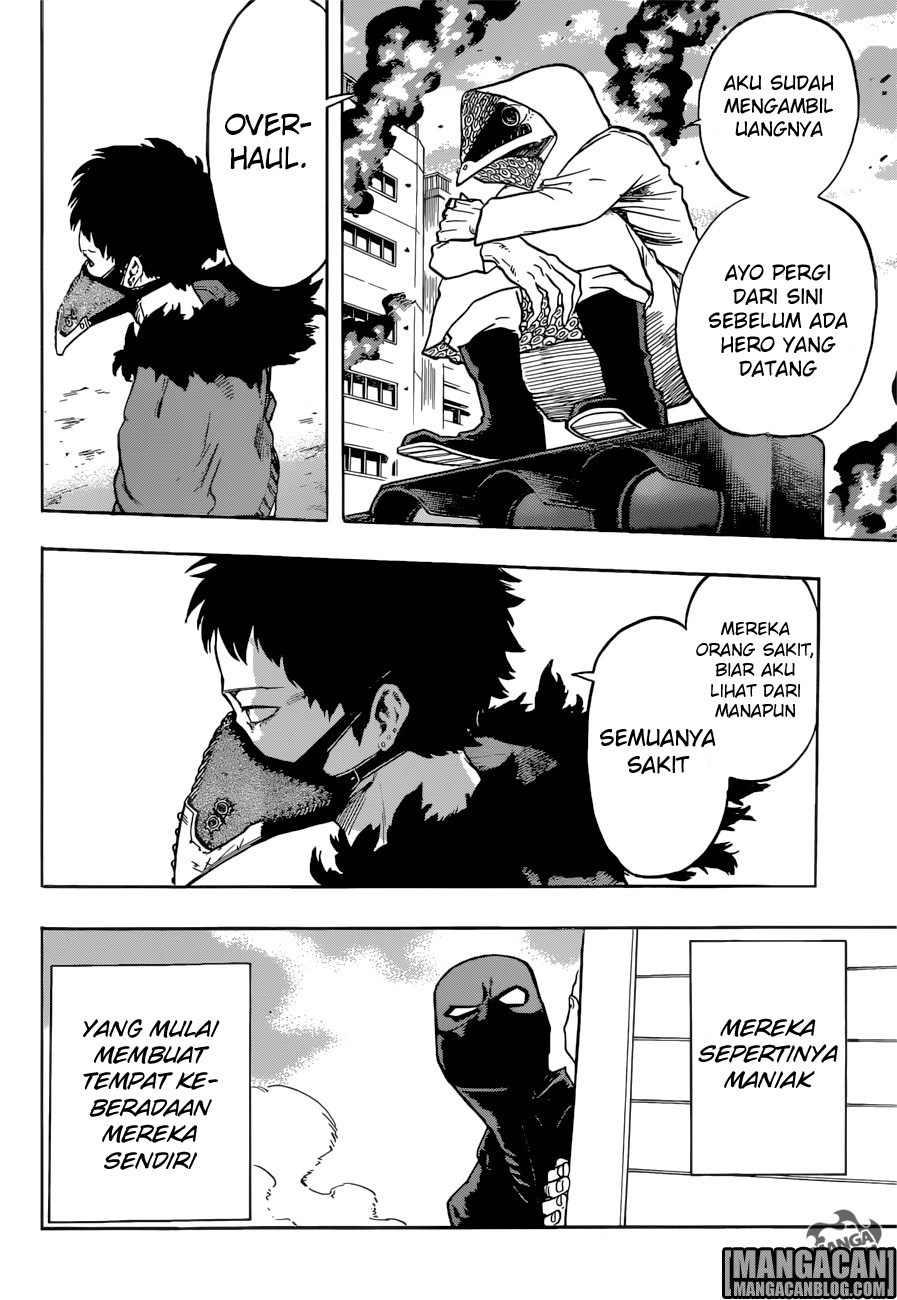 AKU SUDAH
MENGAMBIL
UANGNYA
AYO PERGI
DARI SINI
SEBELUM ADA
HERO YANG
DATANG
OVER-
HAUL.
MEREKA
ORANG SAKIT,
BIAR AKU
LIHAT DARI
MANAPUN
SEMUANYA
SAKIT
MEREKA
SEPERTINYA
MANIAK
YANG MULAI
MEMBUAT
TEMPAT KE-
BERADAAN
MEREKA
SENDIRI
MANGA
[MANGACAN]
MANGACANBLOG.COM